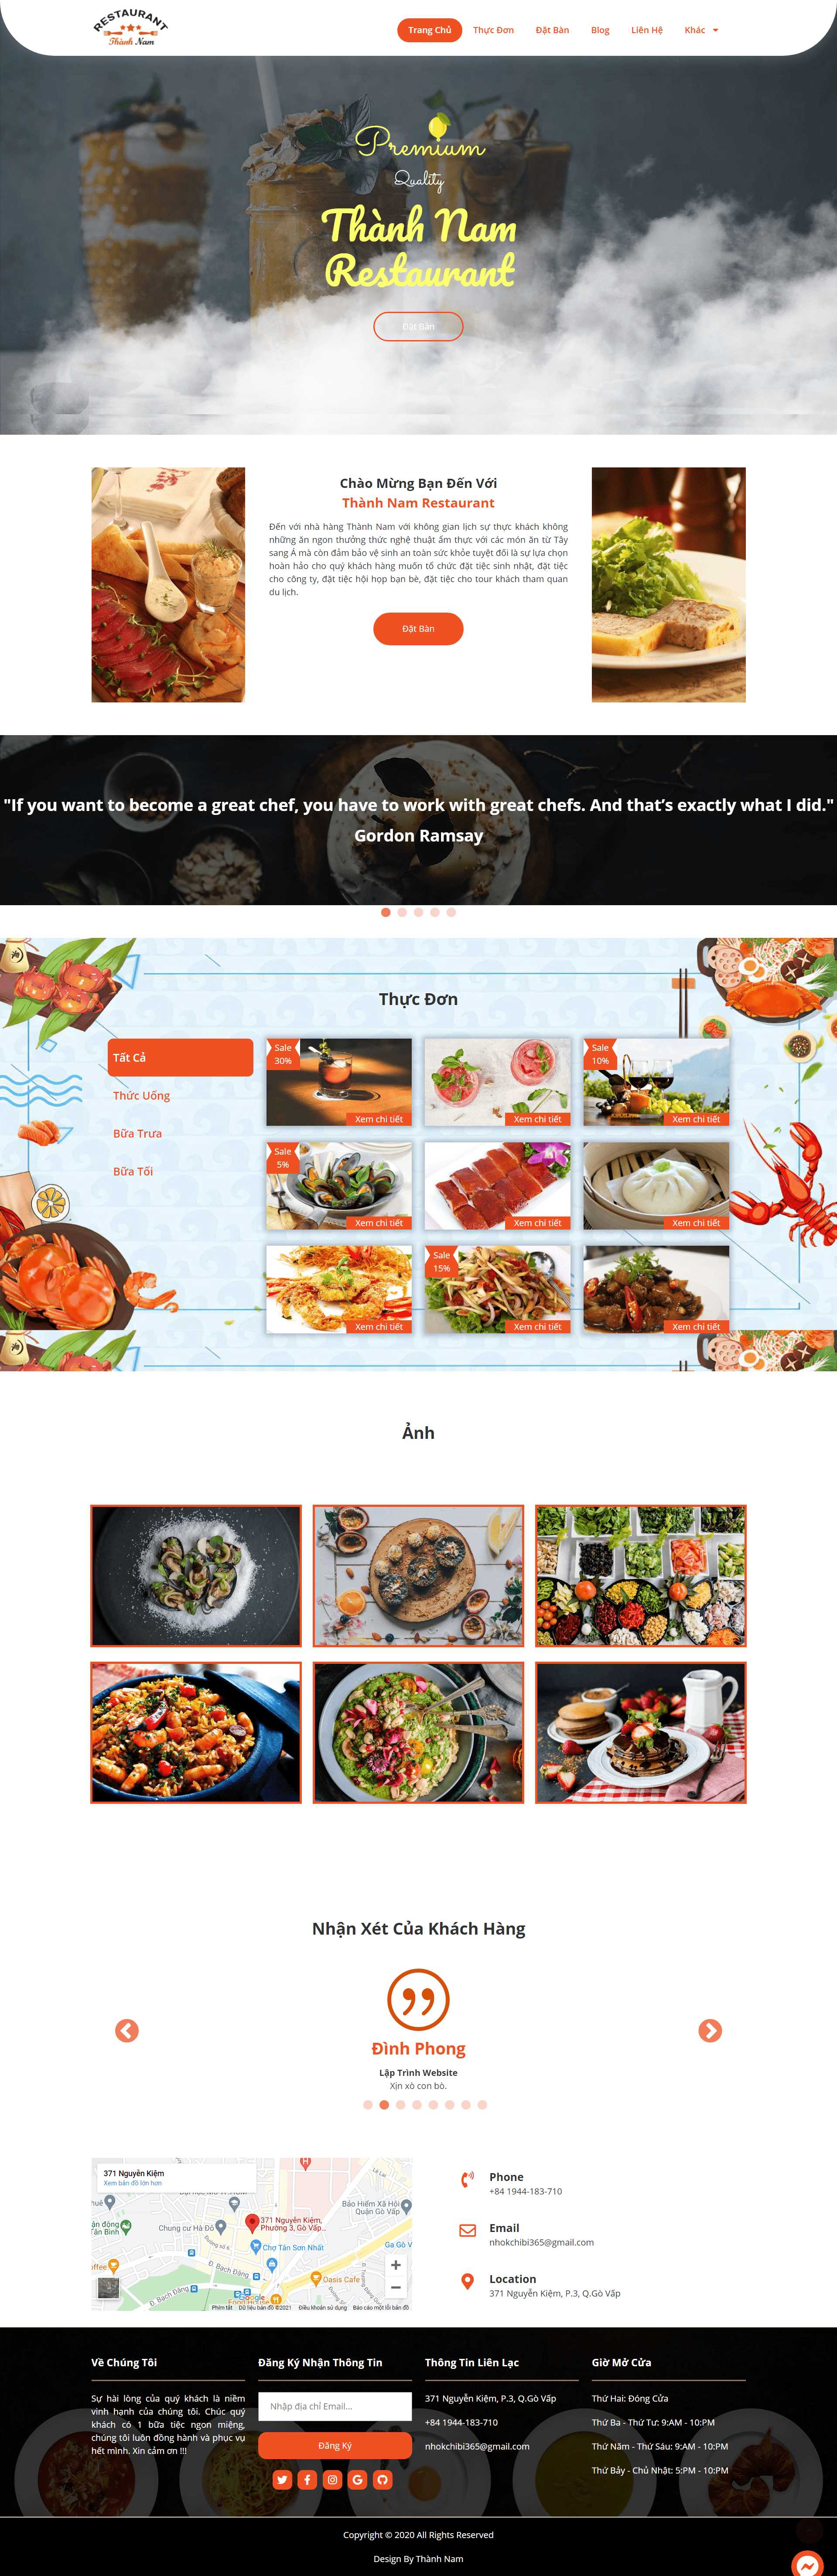 RESTAURANT
Thành Nam
Trang Chủ
Thực Đơn
Đặt Bàn
Blog
Liên Hệ
Khác
Premium
Quality
Thành Nam
Restaurant
Đặt Bàn
Chào Mừng Bạn Đến Với
Thành Nam Restaurant
Đến với nhà hàng Thành Nam với không gian lịch sự thực khách không
những ăn ngon thưởng thức nghệ thuật ẩm thực với các món ăn từ Tây
sang Á mà còn đảm bảo vệ sinh an toàn sức khỏe tuyệt đối là sự lựa chọn
hoàn hảo cho quý khách hàng muốn tổ chức đặt tiệc sinh nhật, đặt tiệc
cho công ty, đặt tiệc hội họp bạn bè, đặt tiệc cho tour khách tham quan
du lịch.
Đặt Bàn
"If you want to become a great chef, you have to work with great chefs. And that’s exactly what I did."
Gordon Ramsay
Thực Đơn
Tất Cả
Thức Uống
Bữa Trưa
Bữa Tối
Sale
30%
Xem chi tiết
Xem chi tiết
Sale
10%
Xem chi tiết
Sale
5%
Xem chi tiết
Xem chi tiết
Xem chi tiết
Xem chi tiết
Sale
15%
Xem chi tiết
Xem chi tiết
Ảnh
Nhận Xét Của Khách Hàng
Đình Phong
Lập Trình Website
Xịn xò con bò.
371 Nguyễn Kiệm
Xem bản đồ lớn hơn
371 Nguyễn Kiệm,
Phường 3, Gò Vấp...
Bảo Hiểm Xã Hội
Quận Gò Vấp
Chung cư Hà Đô
Chợ Tân Sơn Nhất
Gò V
Oasis Cafe
Đ. Bạch Đằng
Đ. Bạch Đằng
Google
Phím tắt
Dữ liệu bản đồ ©2021
Điều khoản sử dụng
Báo cáo một lỗi bản đồ
Phone
+84 1944-183-710
Email
nhokchibi365@gmail.com
Location
371 Nguyễn Kiệm, P.3, Q.Gò Vấp
Về Chúng Tôi
Sự hài lòng của quý khách là niềm
vinh hạnh của chúng tôi. Chúc quý
khách có 1 bữa tiệc ngon miệng,
chúng tôi luôn đồng hành và phục vụ
hết mình. Xin cảm ơn !!!
Đăng Ký Nhận Thông Tin
Nhập địa chỉ Email...
Đăng Ký
Thông Tin Liên Lạc
371 Nguyễn Kiệm, P.3, Q.Gò Vấp
+84 1944-183-710
nhokchibi365@gmail.com
Giờ Mở Cửa
Thứ Hai: Đóng Cửa
Thứ Ba - Thứ Tư: 9:AM - 10:PM
Thứ Năm - Thứ Sáu: 9:AM - 10:PM
Thứ Bảy - Chủ Nhật: 5:PM - 10:PM
Copyright © 2020 All Rights Reserved
Design By Thành Nam